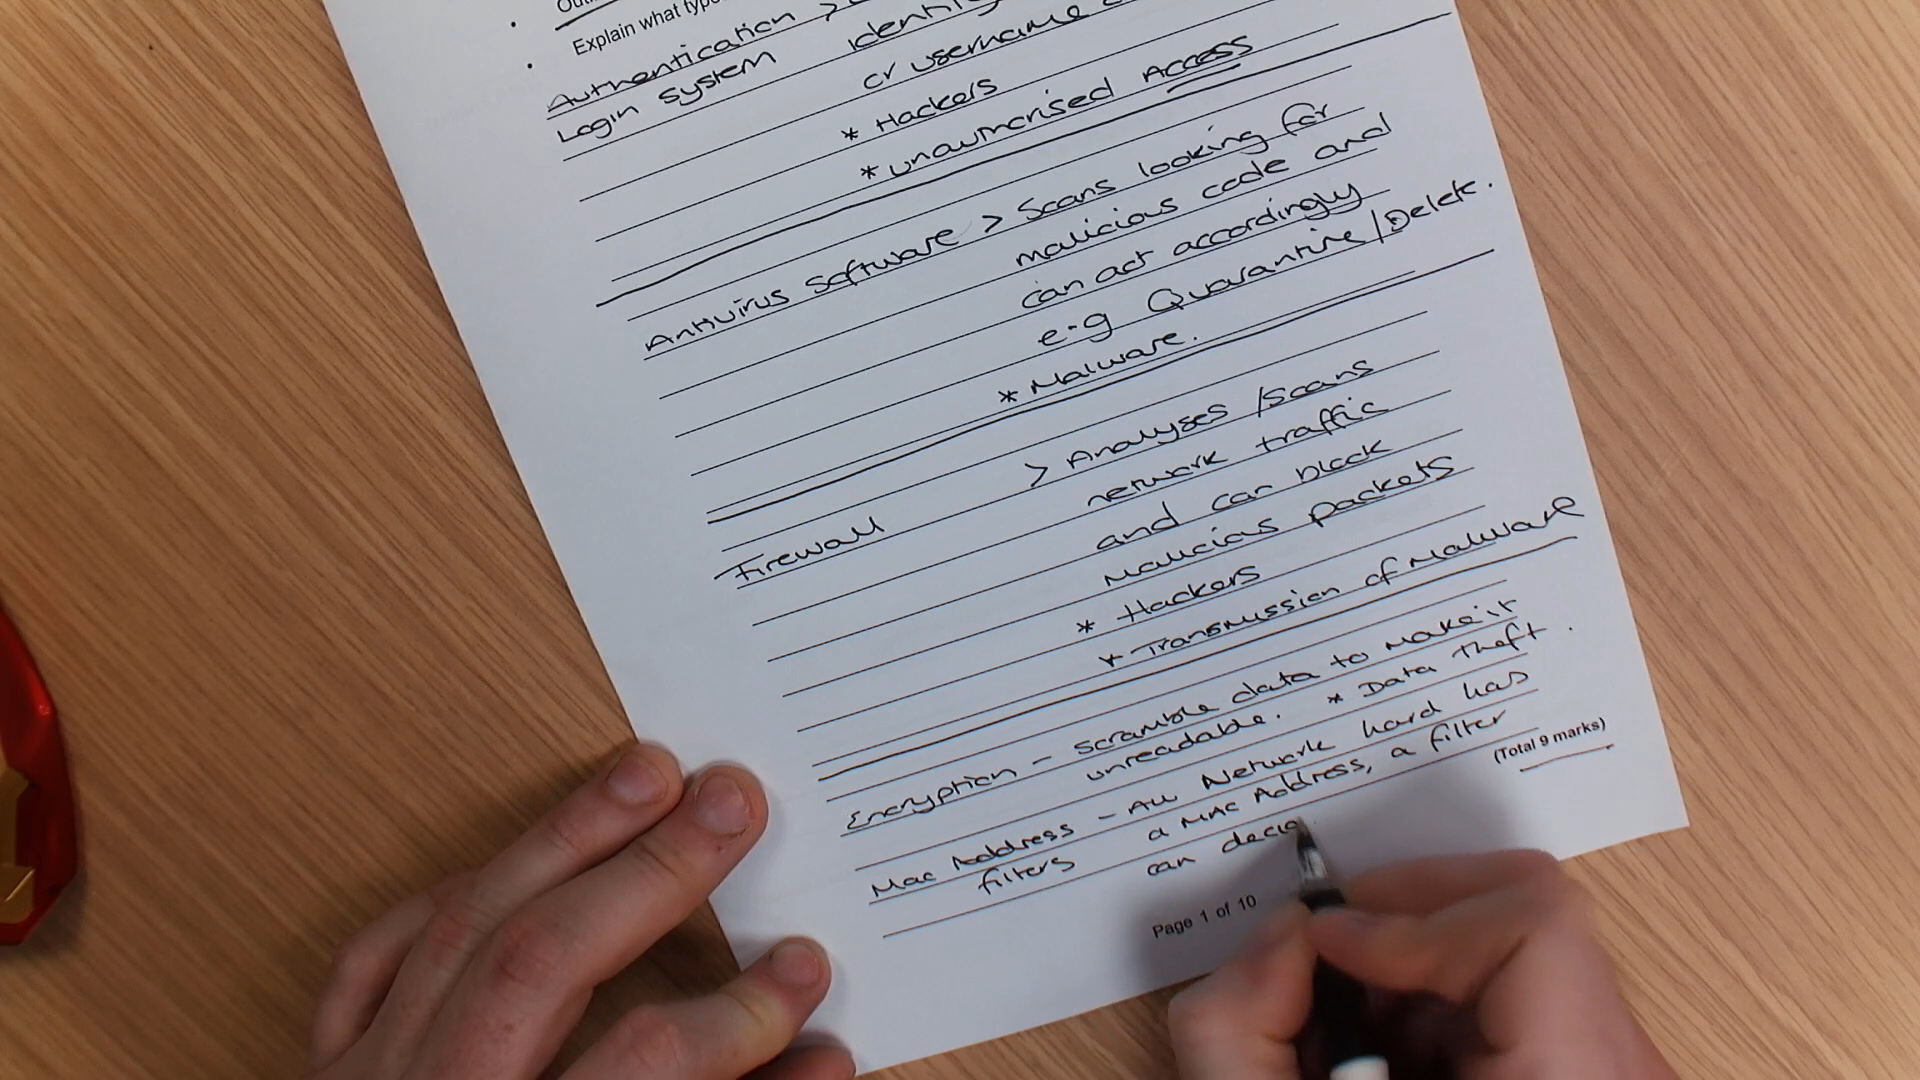 Explain what type
Authentication >
Login System identi
or username
* Hackers
* unauthorised Access
Antivirus Software > Scans looking for
malicious code and
can act accordingly
e.g Quarantine/Delete.
* Malware.
Firewall > Analyses/Scans
network traffic
and can block
malicious packets
* Hackers
* Transmission of Malware
Encryption - Scramble data to make it
unreadable. * Data Theft.
Mac Address - All Network hard has
filters a MAC Address, a filter
can decid
(Total 9 marks)
Page 1 of 10